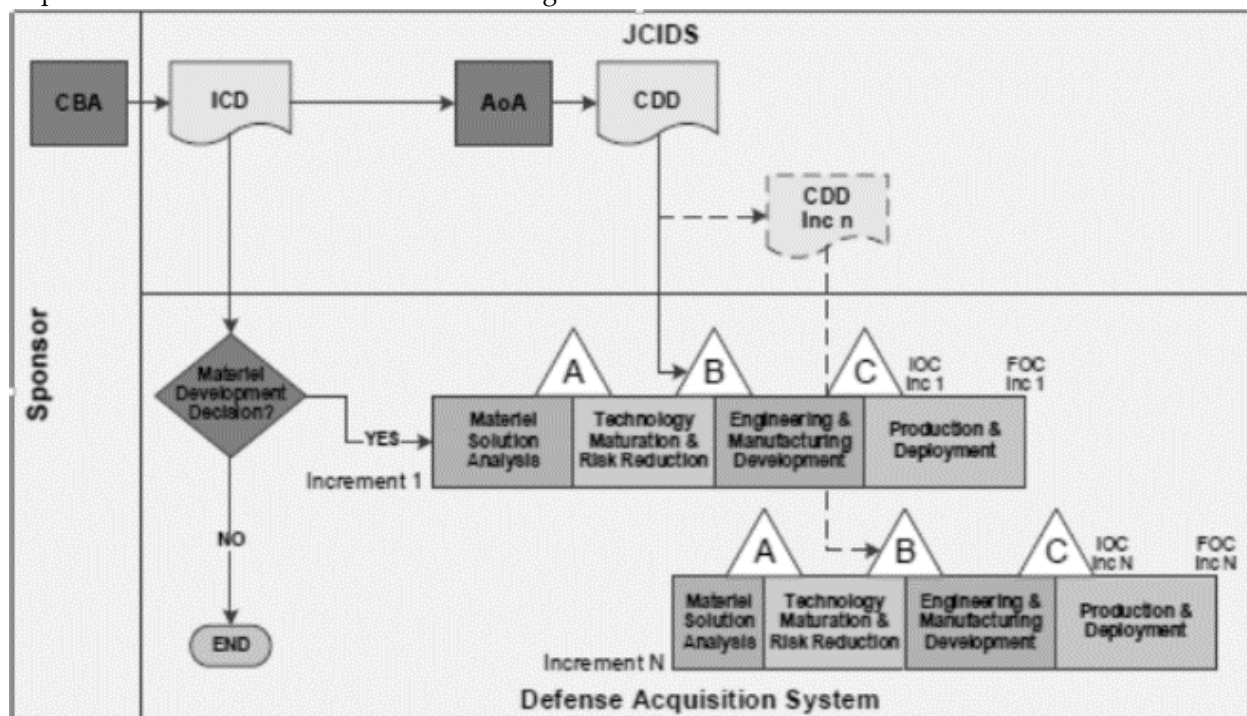 JCIDS
CBA
ICD
AoA
CDD
CDD
Inc n
Sponsor
Materiel
Development
Decision?
YES
NO
END
A
B
C
IOC
Inc 1
FOC
Inc 1
Materiel
Solution
Analysis
Technology
Maturation &
Risk Reduction
Engineering &
Manufacturing
Development
Production &
Deployment
Increment 1
A
B
C
IOC
Inc N
FOC
Inc N
Materiel
Solution
Analysis
Technology
Maturation &
Risk Reduction
Engineering &
Manufacturing
Development
Production &
Deployment
Increment N
Defense Acquisition System